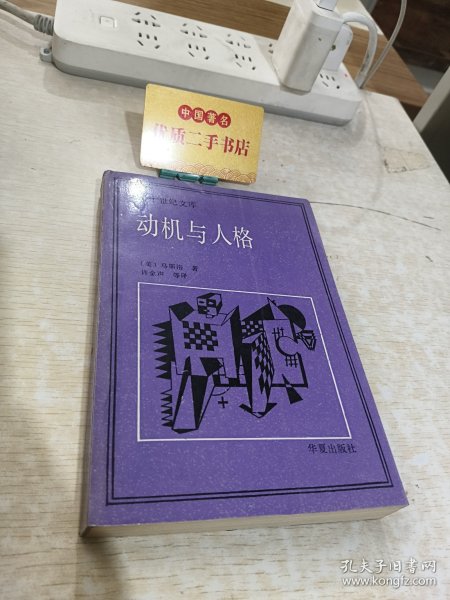 中国著名
优质二手书店
二十世纪文库
动机与人格
〔美〕马斯洛 著
许金声 等译
华夏出版社
孔夫子旧书网
www.kongfz.com